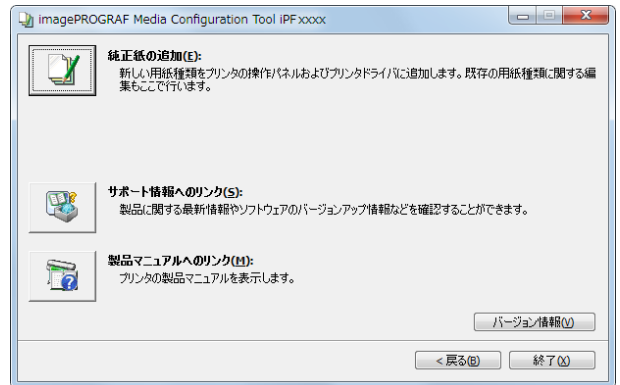 imagePROGRAF Media Configuration Tool iPFxxxx
純正紙の追加(E):
新しい用紙種類をプリンタの操作パネルおよびプリンタドライバに追加します。既存の用紙種類に関する編
集もここで行います。
サポート情報へのリンク(S):
製品に関する最新情報やソフトウェアのバージョンアップ情報などを確認することができます。
製品マニュアルへのリンク(M):
プリンタの製品マニュアルを表示します。
バージョン情報(V)
< 戻る(B)
終了(X)